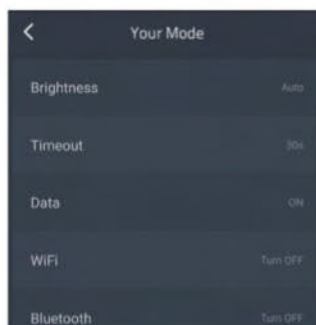 Your Mode
Brightness Auto
Timeout 30s
Data ON
WiFi Turn OFF
Bluetooth Turn OFF